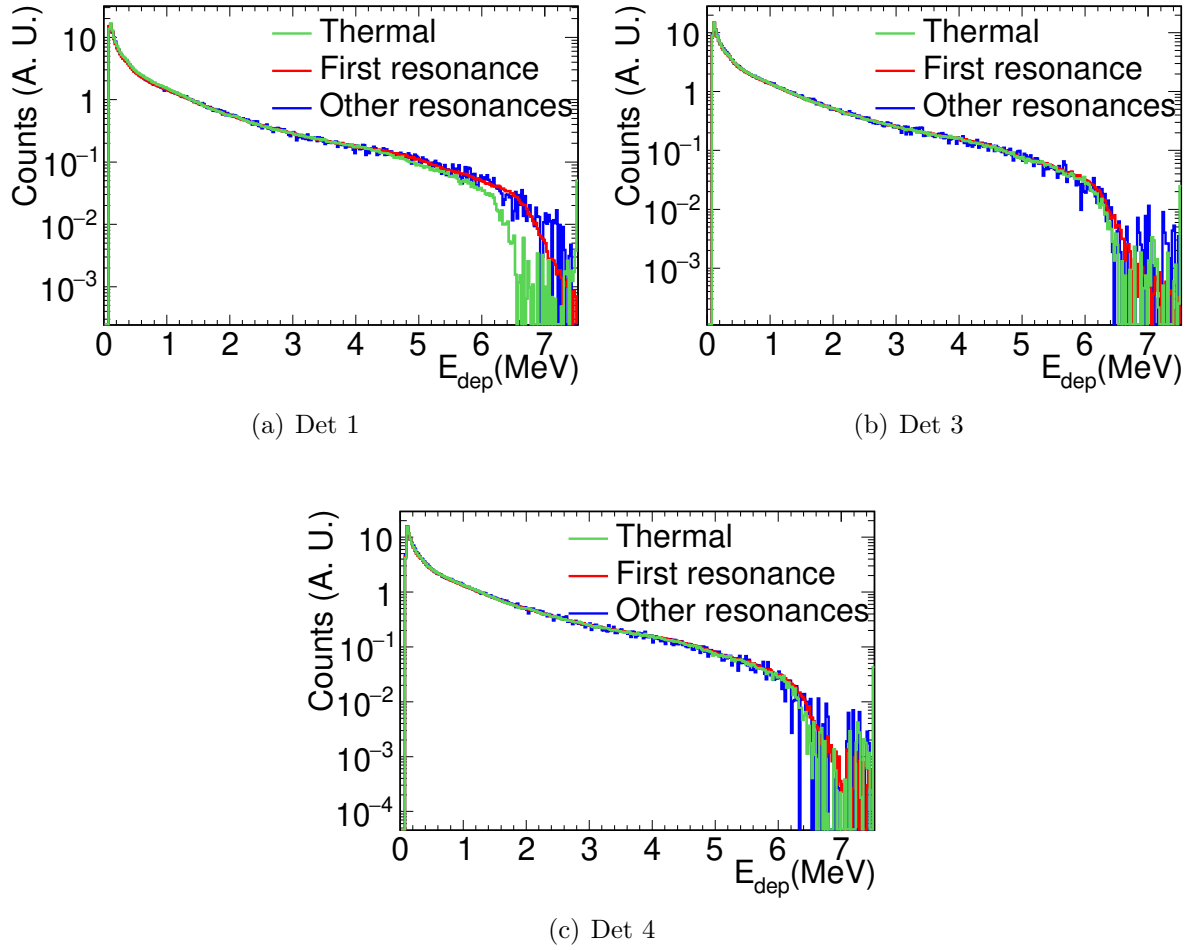 Counts (A. U.)
10
1
10⁻¹
10⁻²
10⁻³
Thermal
First resonance
Other resonances
0 1 2 3 4 5 6 7
E_dep(MeV)
(a) Det 1
Counts (A. U.)
10
1
10⁻¹
10⁻²
10⁻³
Thermal
First resonance
Other resonances
0 1 2 3 4 5 6 7
E_dep(MeV)
(b) Det 3
Counts (A. U.)
10
1
10⁻¹
10⁻²
10⁻³
10⁻⁴
Thermal
First resonance
Other resonances
0 1 2 3 4 5 6 7
E_dep(MeV)
(c) Det 4